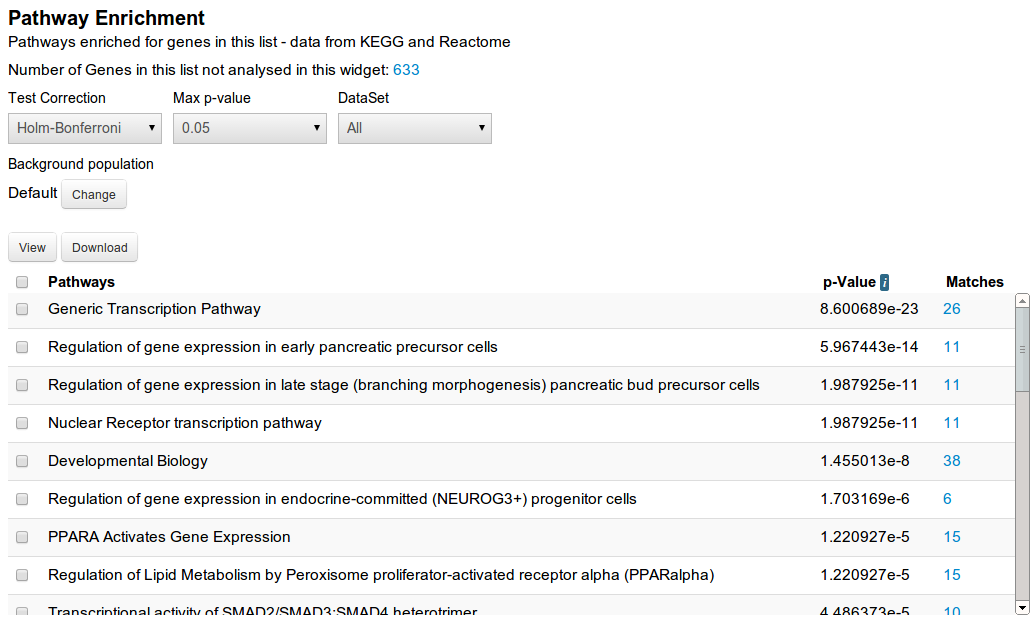 Pathway Enrichment
Pathways enriched for genes in this list - data from KEGG and Reactome
Number of Genes in this list not analysed in this widget: 633
Test Correction Max p-value DataSet
Holm-Bonferroni 0.05 All
Background population
Default Change
View Download
Pathways p-Value i Matches
Generic Transcription Pathway 8.600689e-23 26
Regulation of gene expression in early pancreatic precursor cells 5.967443e-14 11
Regulation of gene expression in late stage (branching morphogenesis) pancreatic bud precursor cells 1.987925e-11 11
Nuclear Receptor transcription pathway 1.987925e-11 11
Developmental Biology 1.455013e-8 38
Regulation of gene expression in endocrine-committed (NEUROG3+) progenitor cells 1.703169e-6 6
PPARA Activates Gene Expression 1.220927e-5 15
Regulation of Lipid Metabolism by Peroxisome proliferator-activated receptor alpha (PPARalpha) 1.220927e-5 15
Transcriptional activity of SMAD2/SMAD3:SMAD4 heterotrimer 4.486373e-5 10